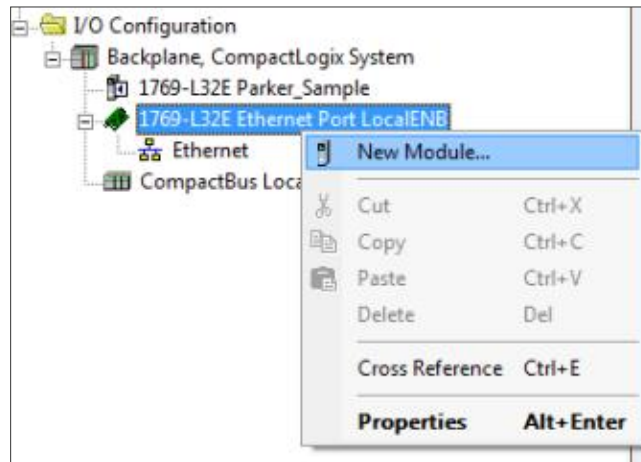 I/O Configuration
Backplane, CompactLogix System
1769-L32E Parker_Sample
1769-L32E Ethernet Port LocalENB
Ethernet
New Module...
CompactBus Loca
Cut Ctrl+X
Copy Ctrl+C
Paste Ctrl+V
Delete Del
Cross Reference Ctrl+E
Properties Alt+Enter